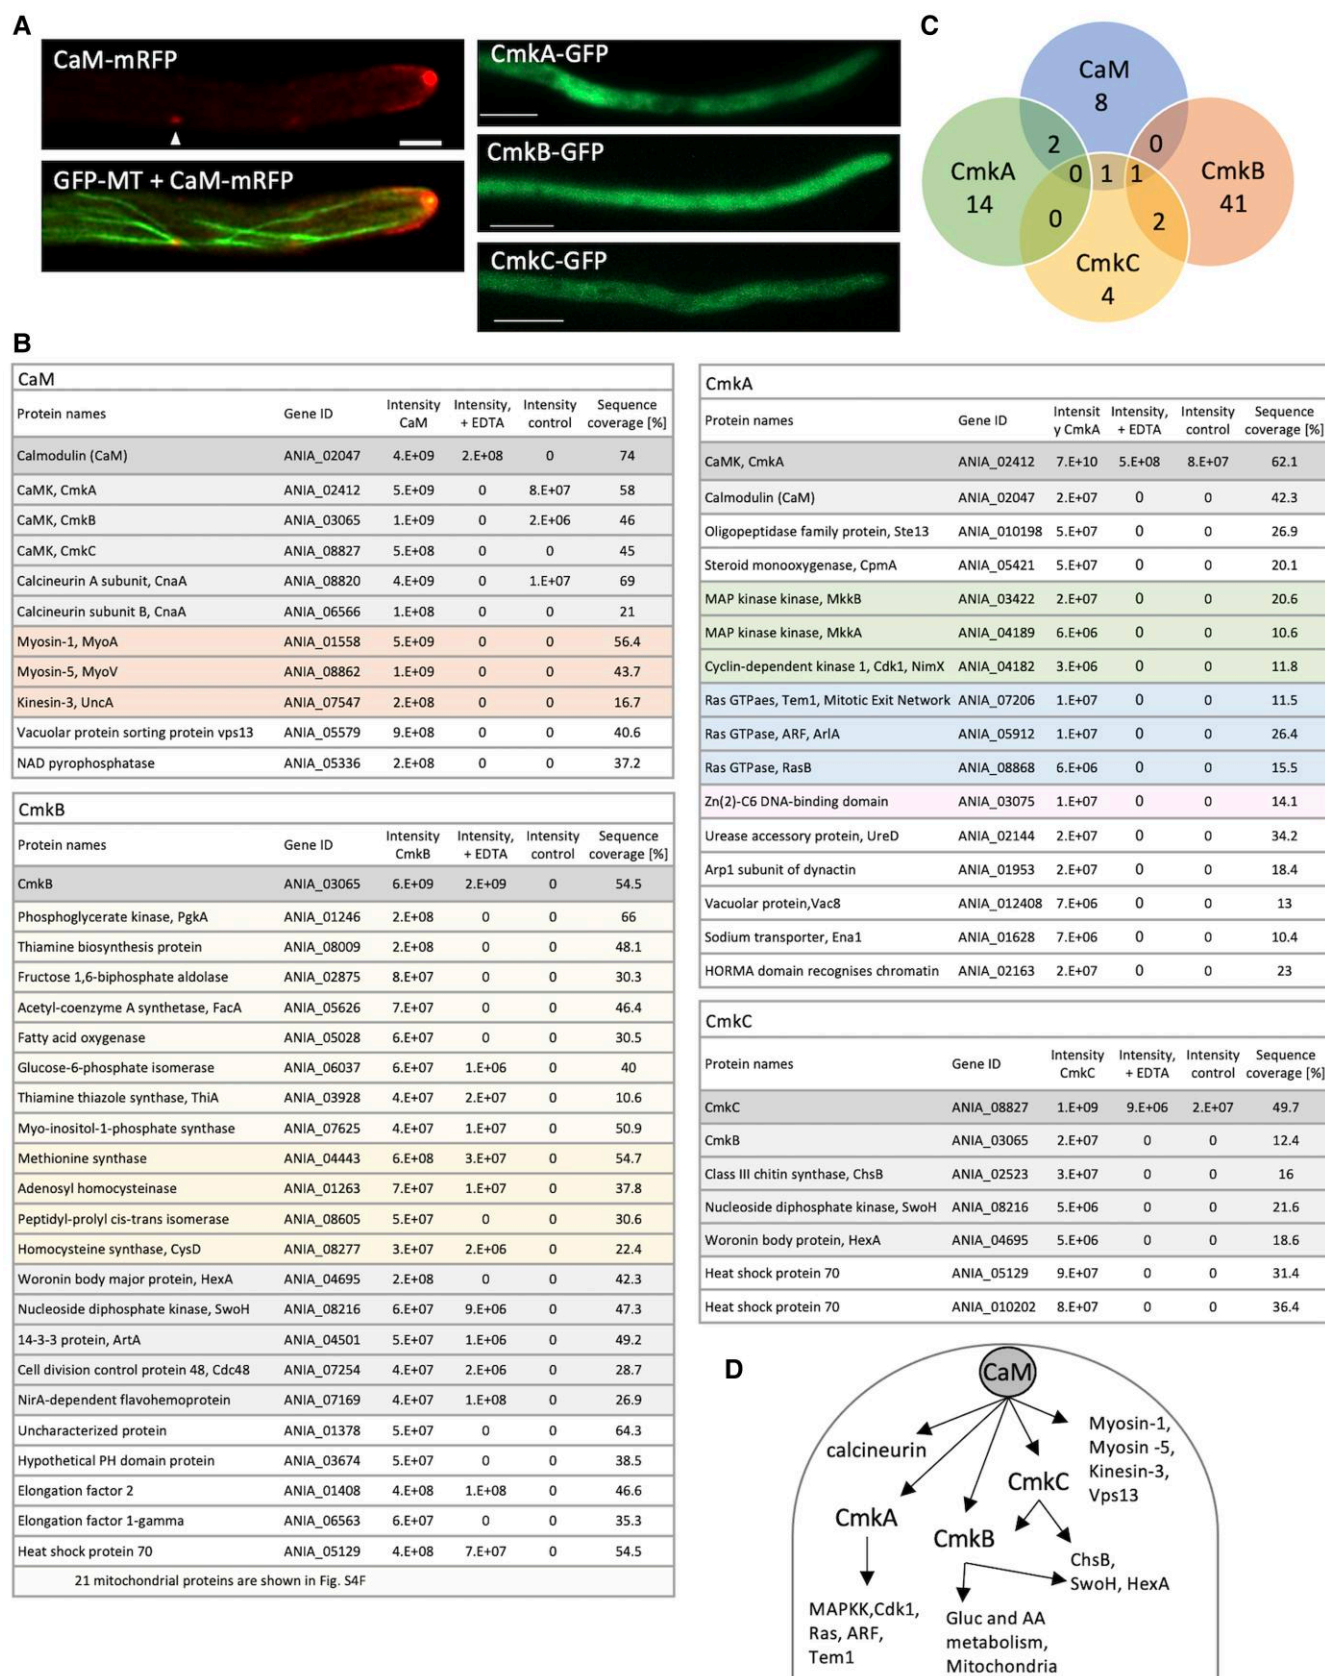 A
CaM-mRFP
GFP-MT + CaM-mRFP
CmkA-GFP
CmkB-GFP
CmkC-GFP
C
CaM
8
2
0
CmkA
14
0
1
1
CmkB
41
0
2
CmkC
4
B
CaM
Protein names Gene ID Intensity CaM Intensity, + EDTA Intensity control Sequence coverage [%]
Calmodulin (CaM) ANIA_02047 4.E+09 2.E+08 0 74
CaMK, CmkA ANIA_02412 5.E+09 0 8.E+07 58
CaMK, CmkB ANIA_03065 1.E+09 0 2.E+06 46
CaMK, CmkC ANIA_08827 5.E+08 0 0 45
Calcineurin A subunit, CnaA ANIA_08820 4.E+09 0 1.E+07 69
Calcineurin subunit B, CnaA ANIA_06566 1.E+08 0 0 21
Myosin-1, MyoA ANIA_01558 5.E+09 0 0 56.4
Myosin-5, MyoV ANIA_08862 1.E+09 0 0 43.7
Kinesin-3, UncA ANIA_07547 2.E+08 0 0 16.7
Vacuolar protein sorting protein vps13 ANIA_05579 9.E+08 0 0 40.6
NAD pyrophosphatase ANIA_05336 2.E+08 0 0 37.2
CmkB
Protein names Gene ID Intensity CmkB Intensity, + EDTA Intensity control Sequence coverage [%]
CmkB ANIA_03065 6.E+09 2.E+09 0 54.5
Phosphoglycerate kinase, PgkA ANIA_01246 2.E+08 0 0 66
Thiamine biosynthesis protein ANIA_08009 2.E+08 0 0 48.1
Fructose 1,6-biphosphate aldolase ANIA_02875 8.E+07 0 0 30.3
Acetyl-coenzyme A synthetase, FacA ANIA_05626 7.E+07 0 0 46.4
Fatty acid oxygenase ANIA_05028 6.E+07 0 0 30.5
Glucose-6-phosphate isomerase ANIA_06037 6.E+07 1.E+06 0 40
Thiamine thiazole synthase, ThiA ANIA_03928 4.E+07 2.E+07 0 10.6
Myo-inositol-1-phosphate synthase ANIA_07625 4.E+07 1.E+07 0 50.9
Methionine synthase ANIA_04443 6.E+08 3.E+07 0 54.7
Adenosyl homocysteinase ANIA_01263 7.E+07 1.E+07 0 37.8
Peptidyl-prolyl cis-trans isomerase ANIA_08605 5.E+07 0 0 30.6
Homocysteine synthase, CysD ANIA_08277 3.E+07 2.E+06 0 22.4
Woronin body major protein, HexA ANIA_04695 2.E+08 0 0 42.3
Nucleoside diphosphate kinase, SwoH ANIA_08216 6.E+07 9.E+06 0 47.3
14-3-3 protein, ArtA ANIA_04501 5.E+07 1.E+06 0 49.2
Cell division control protein 48, Cdc48 ANIA_07254 4.E+07 2.E+06 0 28.7
NirA-dependent flavohemoprotein ANIA_07169 4.E+07 1.E+08 0 26.9
Uncharacterized protein ANIA_01378 5.E+07 0 0 64.3
Hypothetical PH domain protein ANIA_03674 5.E+07 0 0 38.5
Elongation factor 2 ANIA_01408 4.E+08 1.E+08 0 46.6
Elongation factor 1-gamma ANIA_06563 6.E+07 0 0 35.3
Heat shock protein 70 ANIA_05129 4.E+08 7.E+07 0 54.5
21 mitochondrial proteins are shown in Fig. S4F
CmkA
Protein names Gene ID Intensit y CmkA Intensity, + EDTA Intensity control Sequence coverage [%]
CaMK, CmkA ANIA_02412 7.E+10 5.E+08 8.E+07 62.1
Calmodulin (CaM) ANIA_02047 2.E+07 0 0 42.3
Oligopeptidase family protein, Ste13 ANIA_010198 5.E+07 0 0 26.9
Steroid monooxygenase, CpmA ANIA_05421 5.E+07 0 0 20.1
MAP kinase kinase, MkkB ANIA_03422 2.E+07 0 0 20.6
MAP kinase kinase, MkkA ANIA_04189 6.E+06 0 0 10.6
Cyclin-dependent kinase 1, Cdk1, NimX ANIA_04182 3.E+06 0 0 11.8
Ras GTPaes, Tem1, Mitotic Exit Network ANIA_07206 1.E+07 0 0 11.5
Ras GTPase, ARF, ArlA ANIA_05912 1.E+07 0 0 26.4
Ras GTPase, RasB ANIA_08868 6.E+06 0 0 15.5
Zn(2)-C6 DNA-binding domain ANIA_03075 1.E+07 0 0 14.1
Urease accessory protein, UreD ANIA_02144 2.E+07 0 0 34.2
Arp1 subunit of dynactin ANIA_01953 2.E+07 0 0 18.4
Vacuolar protein,Vac8 ANIA_012408 7.E+06 0 0 13
Sodium transporter, Ena1 ANIA_01628 7.E+06 0 0 10.4
HORMA domain recognises chromatin ANIA_02163 2.E+07 0 0 23
CmkC
Protein names Gene ID Intensity CmkC Intensity, + EDTA Intensity control Sequence coverage [%]
CmkC ANIA_08827 1.E+09 9.E+06 2.E+07 49.7
CmkB ANIA_03065 2.E+07 0 0 12.4
Class III chitin synthase, ChsB ANIA_02523 3.E+07 0 0 16
Nucleoside diphosphate kinase, SwoH ANIA_08216 5.E+06 0 0 21.6
Woronin body protein, HexA ANIA_04695 5.E+06 0 0 18.6
Heat shock protein 70 ANIA_05129 9.E+07 0 0 31.4
Heat shock protein 70 ANIA_010202 8.E+07 0 0 36.4
D
CaM
calcineurin
Myosin-1,
Myosin -5,
Kinesin-3,
Vps13
CmkC
CmkA
CmkB
ChsB,
SwoH, HexA
MAPKK,Cdk1,
Ras, ARF,
Tem1
Gluc and AA
metabolism,
Mitochondria